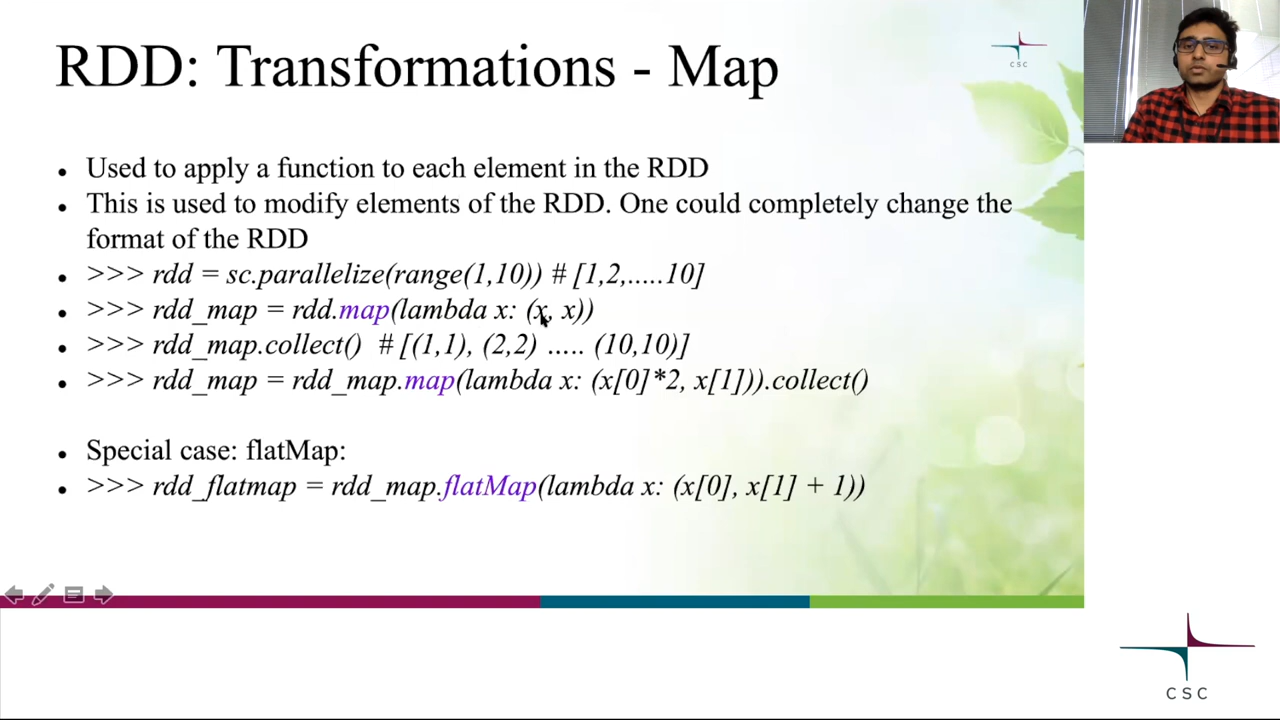 RDD: Transformations - Map
CSC
• Used to apply a function to each element in the RDD
• This is used to modify elements of the RDD. One could completely change the
format of the RDD
• >>> rdd = sc.parallelize(range(1,10)) # [1,2,.....10]
• >>> rdd_map = rdd.map(lambda x: (x, x))
• >>> rdd_map.collect()  # [(1,1), (2,2) ..... (10,10)]
• >>> rdd_map = rdd_map.map(lambda x: (x[0]*2, x[1])).collect()
• Special case: flatMap:
• >>> rdd_flatmap = rdd_map.flatMap(lambda x: (x[0], x[1] + 1))
CSC